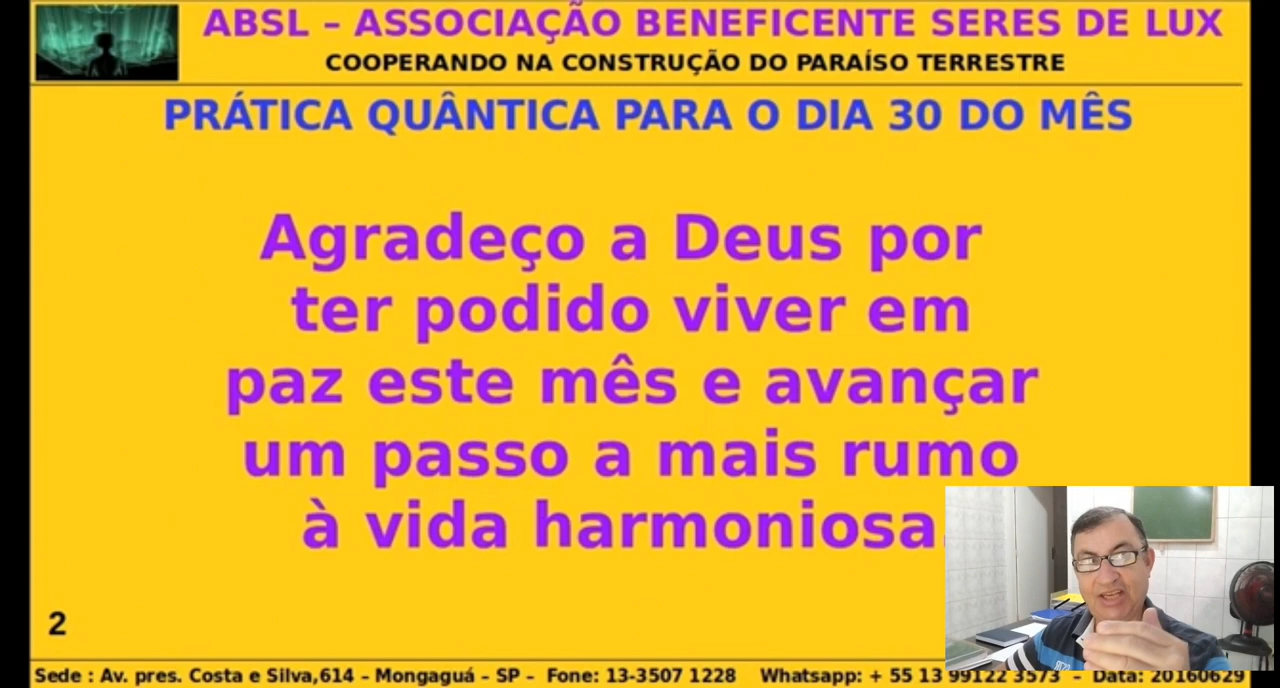 ABSL – ASSOCIAÇÃO BENEFICENTE SERES DE LUX
COOPERANDO NA CONSTRUÇÃO DO PARAÍSO TERRESTRE
PRÁTICA QUÂNTICA PARA O DIA 30 DO MÊS
Agradeço a Deus por
ter podido viver em
paz este mês e avançar
um passo a mais rumo
à vida harmoniosa.
2
Sede : Av. pres. Costa e Silva,614 – Mongaguá – SP – Fone: 13-3507 1228 Whatsapp: + 55 13 99122 3573 – Data: 20160629